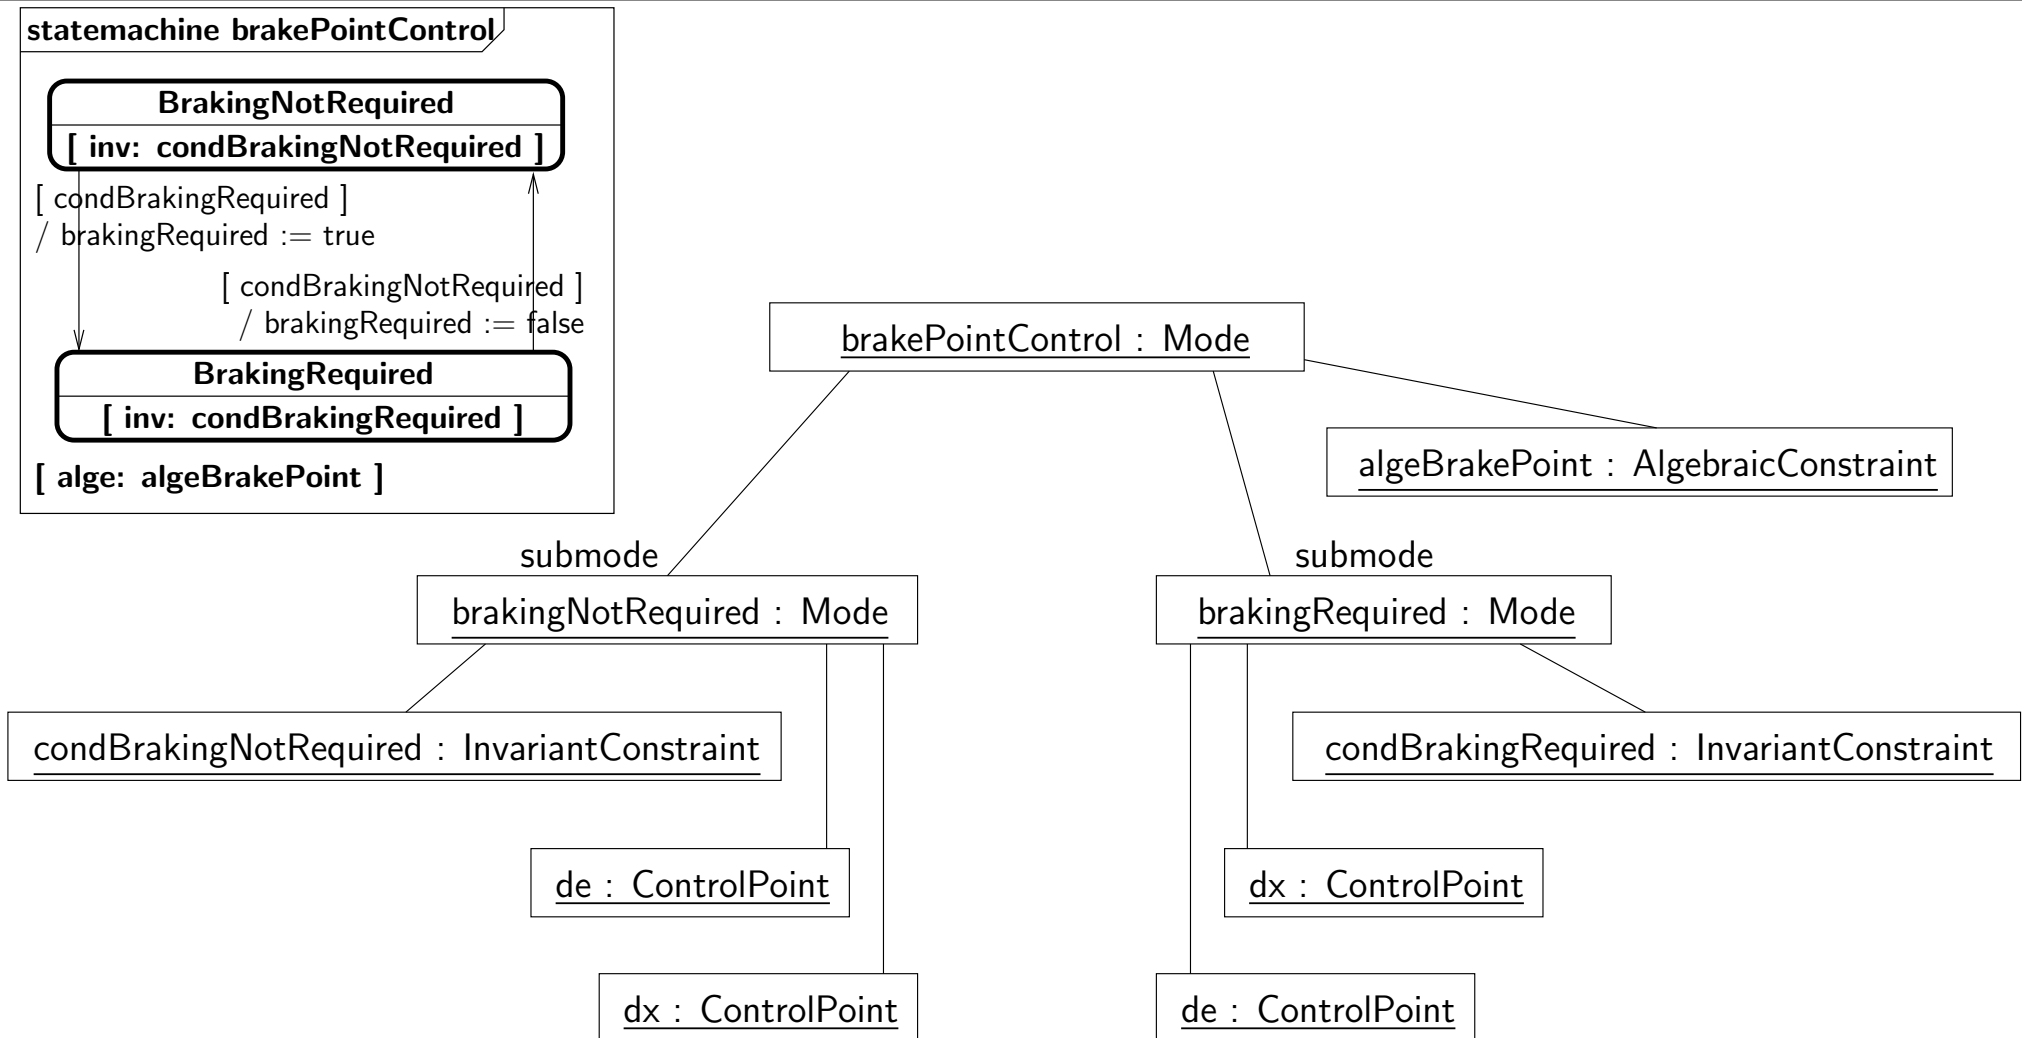 statemachine brakePointControl
BrakingNotRequired
[ inv: condBrakingNotRequired ]
[ condBrakingRequired ]
/ brakingRequired := true
[ condBrakingNotRequired ]
/ brakingRequired := false
BrakingRequired
[ inv: condBrakingRequired ]
[ alge: algeBrakePoint ]
brakePointControl : Mode
algeBrakePoint : AlgebraicConstraint
submode
submode
brakingNotRequired : Mode
brakingRequired : Mode
condBrakingNotRequired : InvariantConstraint
condBrakingRequired : InvariantConstraint
de : ControlPoint
dx : ControlPoint
dx : ControlPoint
de : ControlPoint